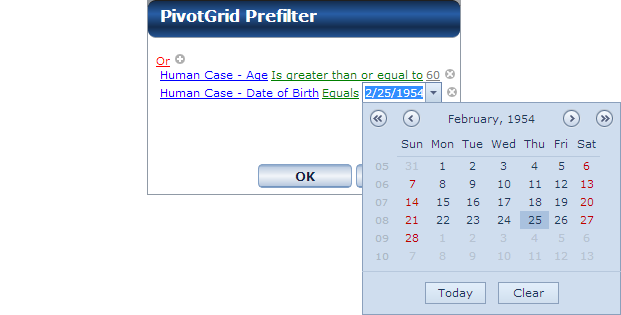 PivotGrid Prefilter
Or
Human Case - Age Is greater than or equal to 60
Human Case - Date of Birth Equals 2/25/1954
February, 1954
Sun Mon Tue Wed Thu Fri Sat
05 31 1 2 3 4 5 6
06 7 8 9 10 11 12 13
07 14 15 16 17 18 19 20
08 21 22 23 24 25 26 27
09 28 1 2 3 4 5 6
10 7 8 9 10 11 12 13
OK
Today Clear